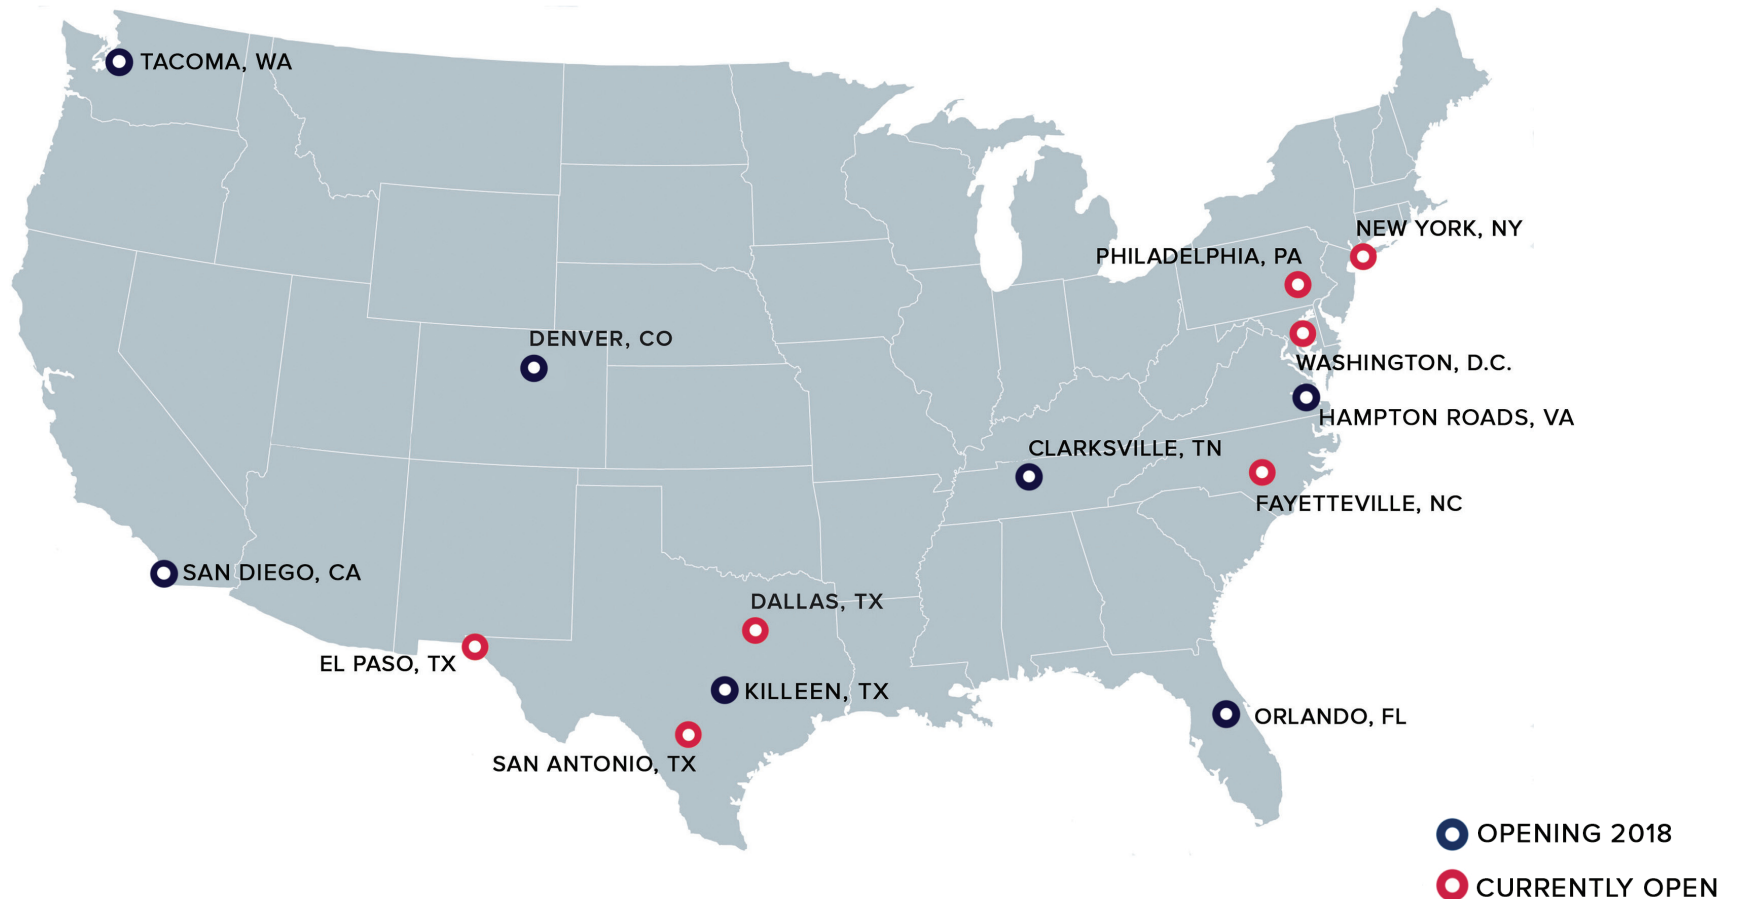 TACOMA, WA
NEW YORK, NY
PHILADELPHIA, PA
DENVER, CO
WASHINGTON, D.C.
HAMPTON ROADS, VA
CLARKSVILLE, TN
FAYETTEVILLE, NC
SAN DIEGO, CA
DALLAS, TX
EL PASO, TX
KILLEEN, TX
ORLANDO, FL
SAN ANTONIO, TX
OPENING 2018
CURRENTLY OPEN